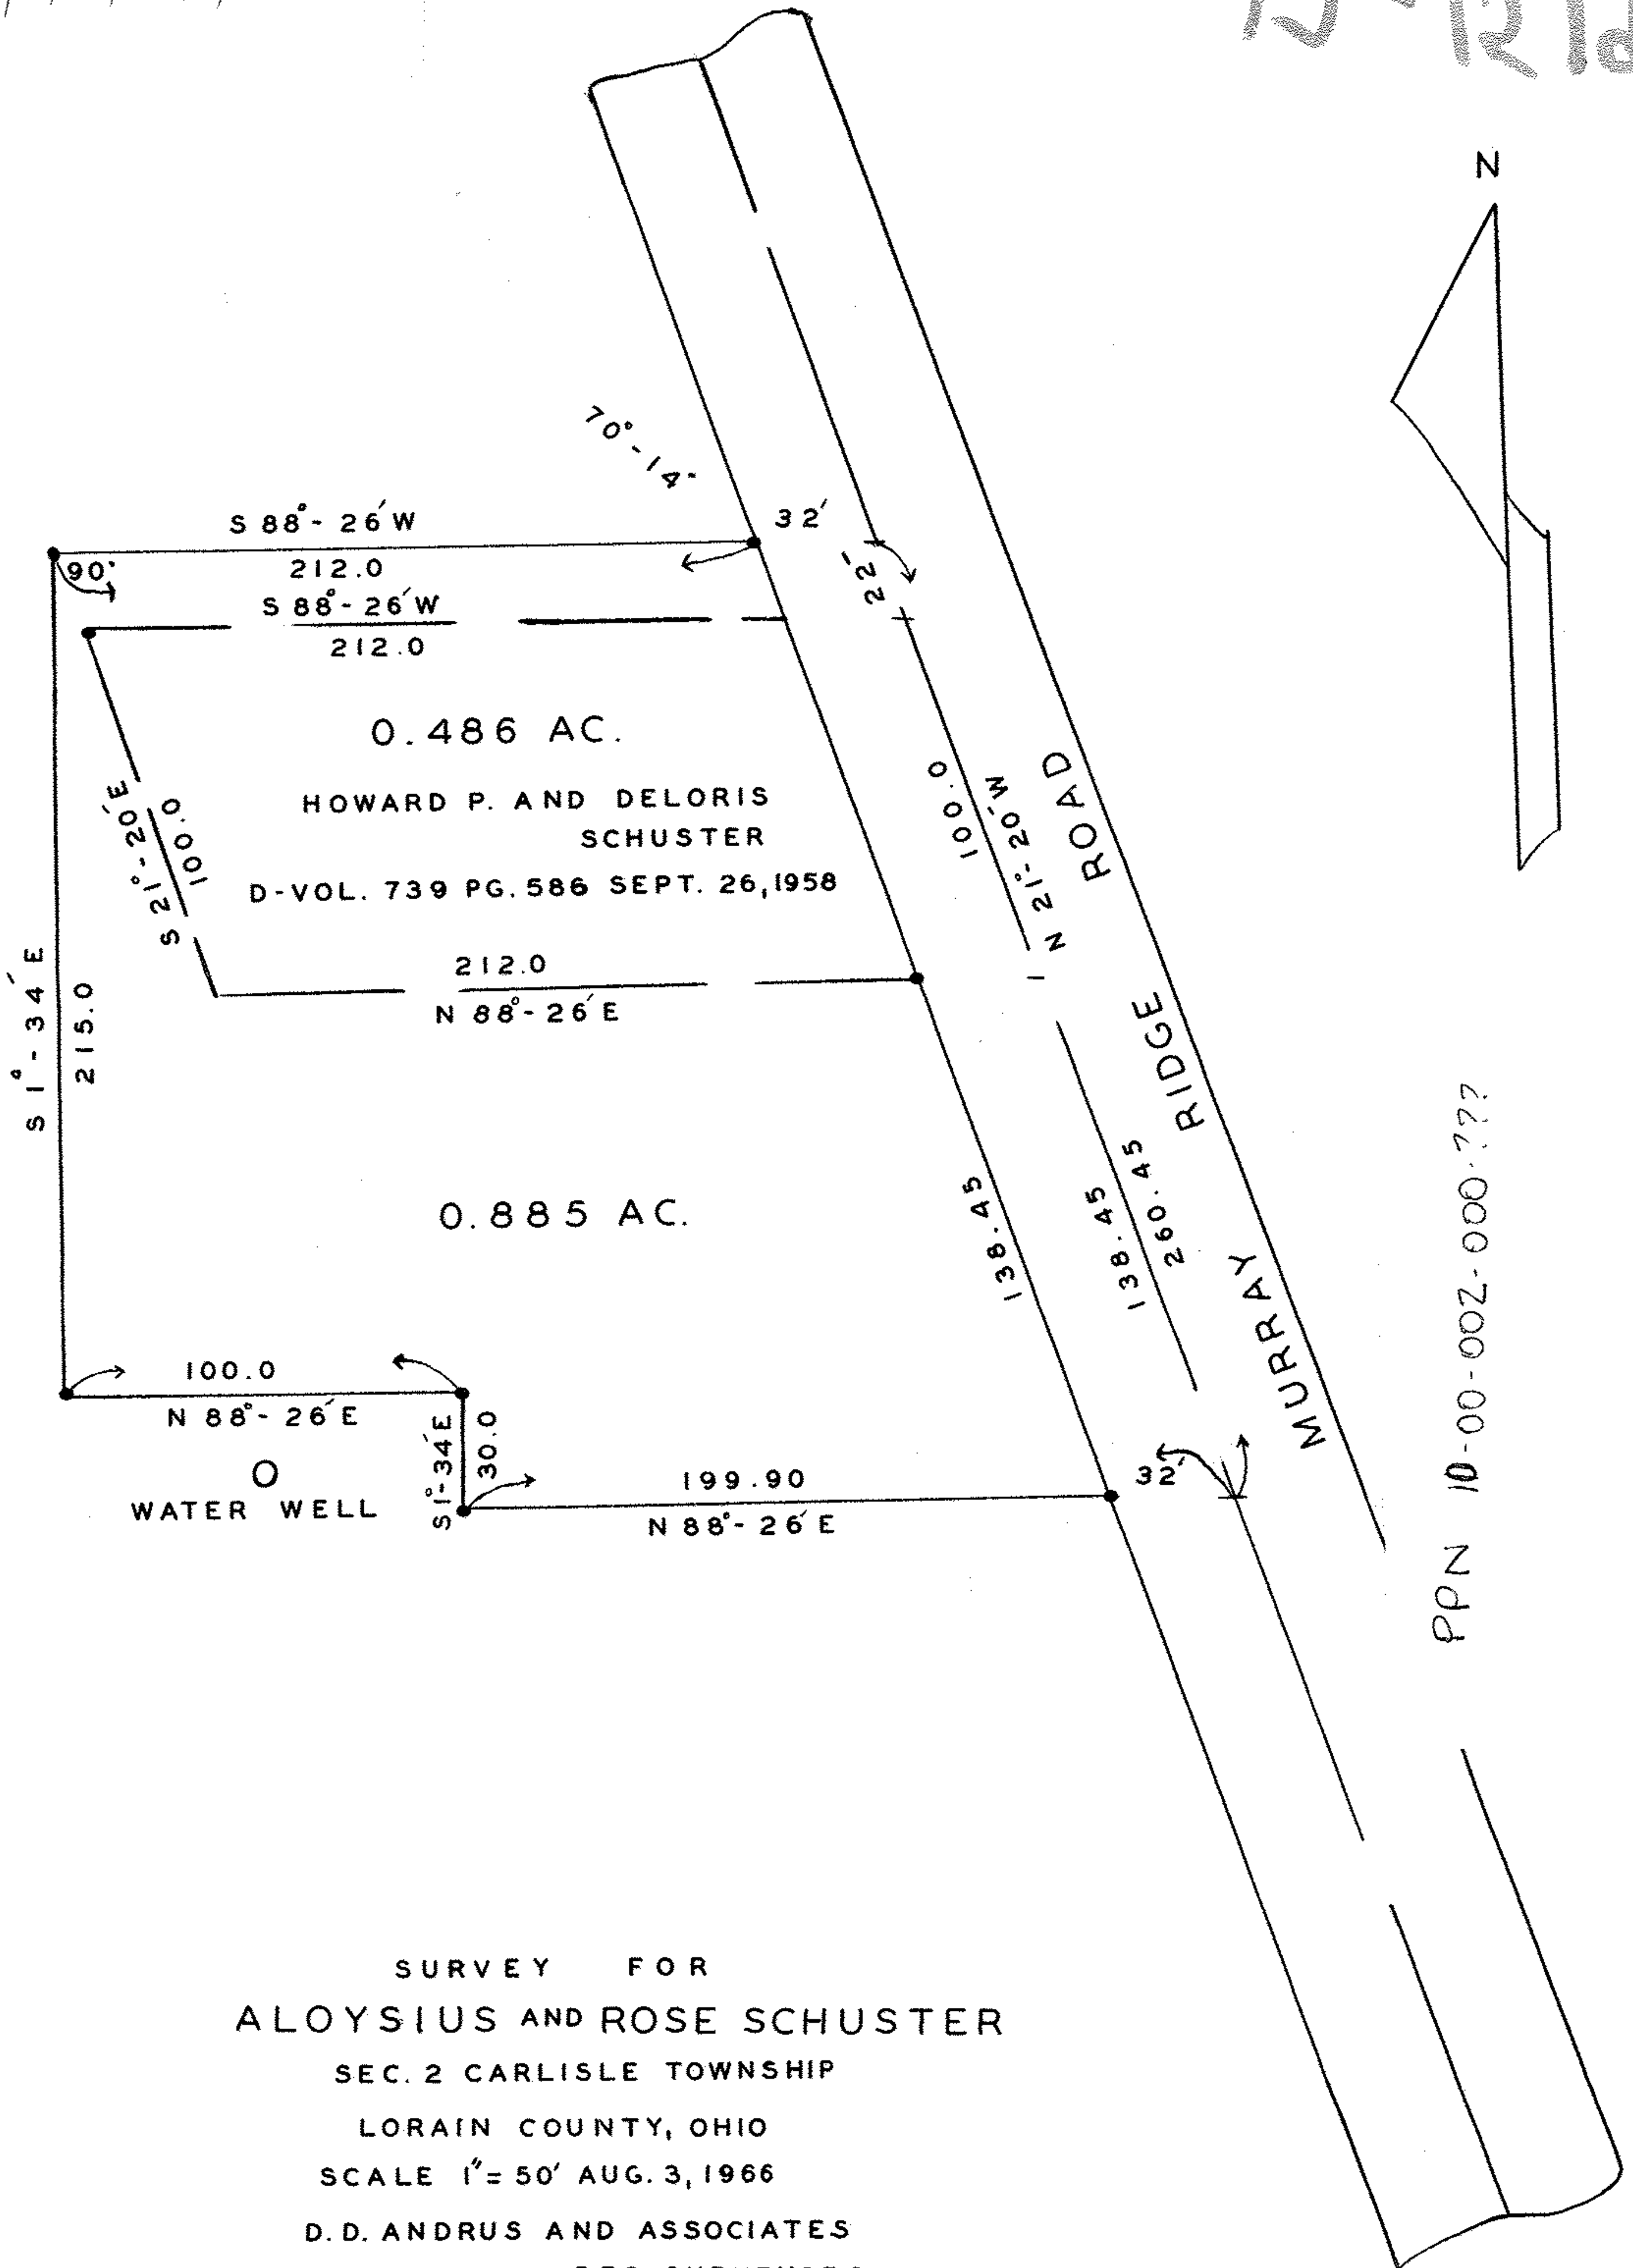 N
70°-14'
S 88°-26'W
32'
90°
212.0
22'
S 88°-26'W
212.0
0.486 AC.
S 21°-20'E
100.0
HOWARD P. AND DELORIS
SCHUSTER
D-VOL. 739 PG. 586 SEPT. 26, 1958
100.0
N 21°-20'W
MURRAY RIDGE ROAD
212.0
N 88°-26'E
S 1°-34'E
215.0
0.885 AC.
138.45
138.45
260.45
PPN 10-00-002-000-???
100.0
N 88°-26'E
S 1°-34'E
30.0
O
WATER WELL
199.90
N 88°-26'E
32'
SURVEY FOR
ALOYSIUS AND ROSE SCHUSTER
SEC. 2 CARLISLE TOWNSHIP
LORAIN COUNTY, OHIO
SCALE 1"= 50' AUG. 3, 1966
D. D. ANDRUS AND ASSOCIATES